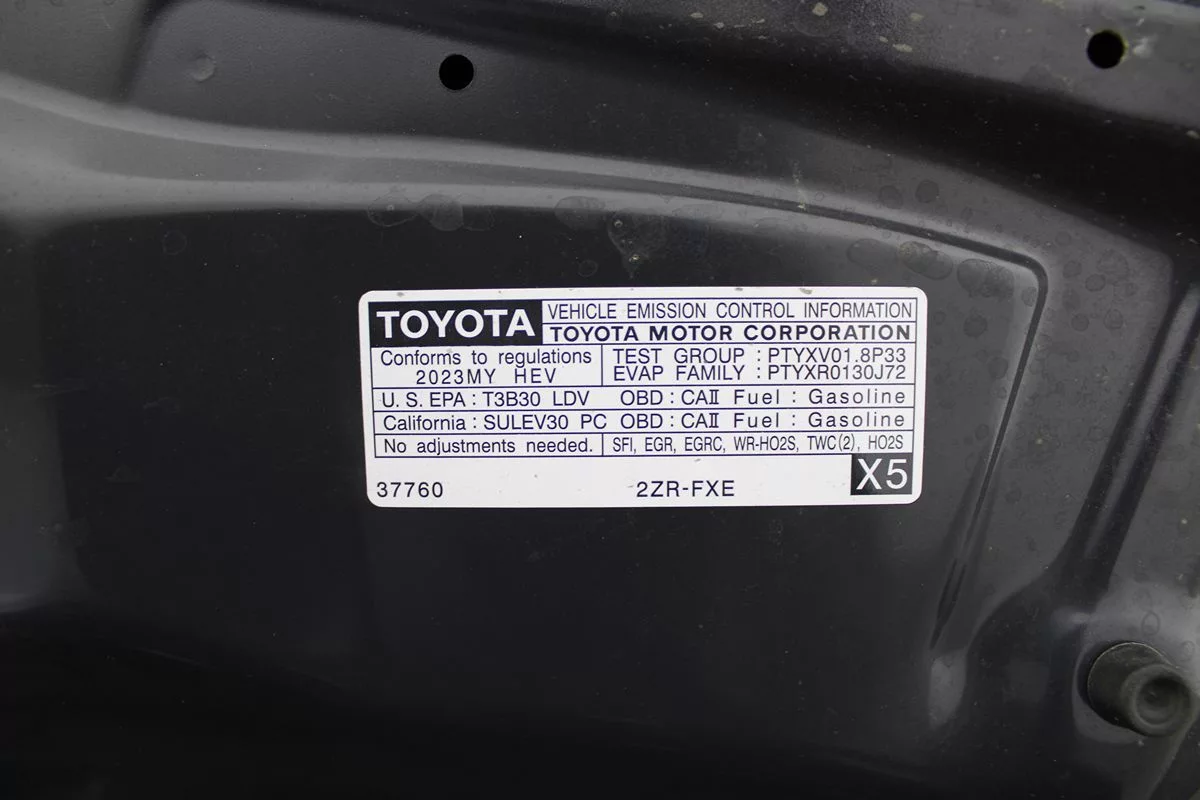 TOYOTA
VEHICLE EMISSION CONTROL INFORMATION
TOYOTA MOTOR CORPORATION
Conforms to regulations
2023MY HEV
TEST GROUP : PTYXV01.8P33
EVAP FAMILY : PTYXR0130J72
U.S. EPA : T3B30 LDV OBD : CAⅡ Fuel : Gasoline
California : SULEV30 PC OBD : CAⅡ Fuel : Gasoline
No adjustments needed.
SFI, EGR, EGRC, WR-HO2S, TWC(2), HO2S
37760
2ZR-FXE
X5